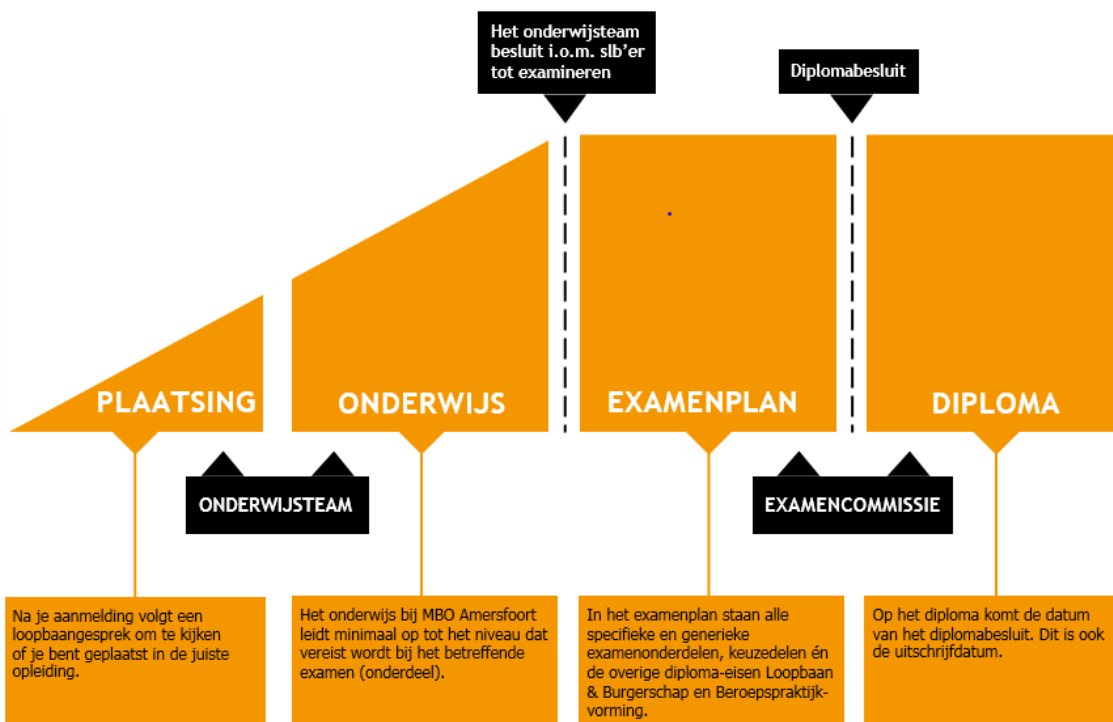 Het onderwijsteam
besluit i.o.m. slb'er
tot examineren
Diplomabesluit
PLAATSING
ONDERWIJS
EXAMENPLAN
DIPLOMA
ONDERWIJSTEAM
EXAMENCOMMISSIE
Na je aanmelding volgt een
loopbaangesprek om te kijken
of je bent geplaatst in de juiste
opleiding.
Het onderwijs bij MBO Amersfoort
leidt minimaal op tot het niveau dat
vereist wordt bij het betreffende
examen (onderdeel).
In het examenplan staan alle
specifieke en generieke
examenonderdelen, keuzedelen én
de overige diploma-eisen Loopbaan
& Burgerschap en Beroepspraktijk-
vorming.
Op het diploma komt de datum
van het diplomabesluit. Dit is ook
de uitschrijfdatum.